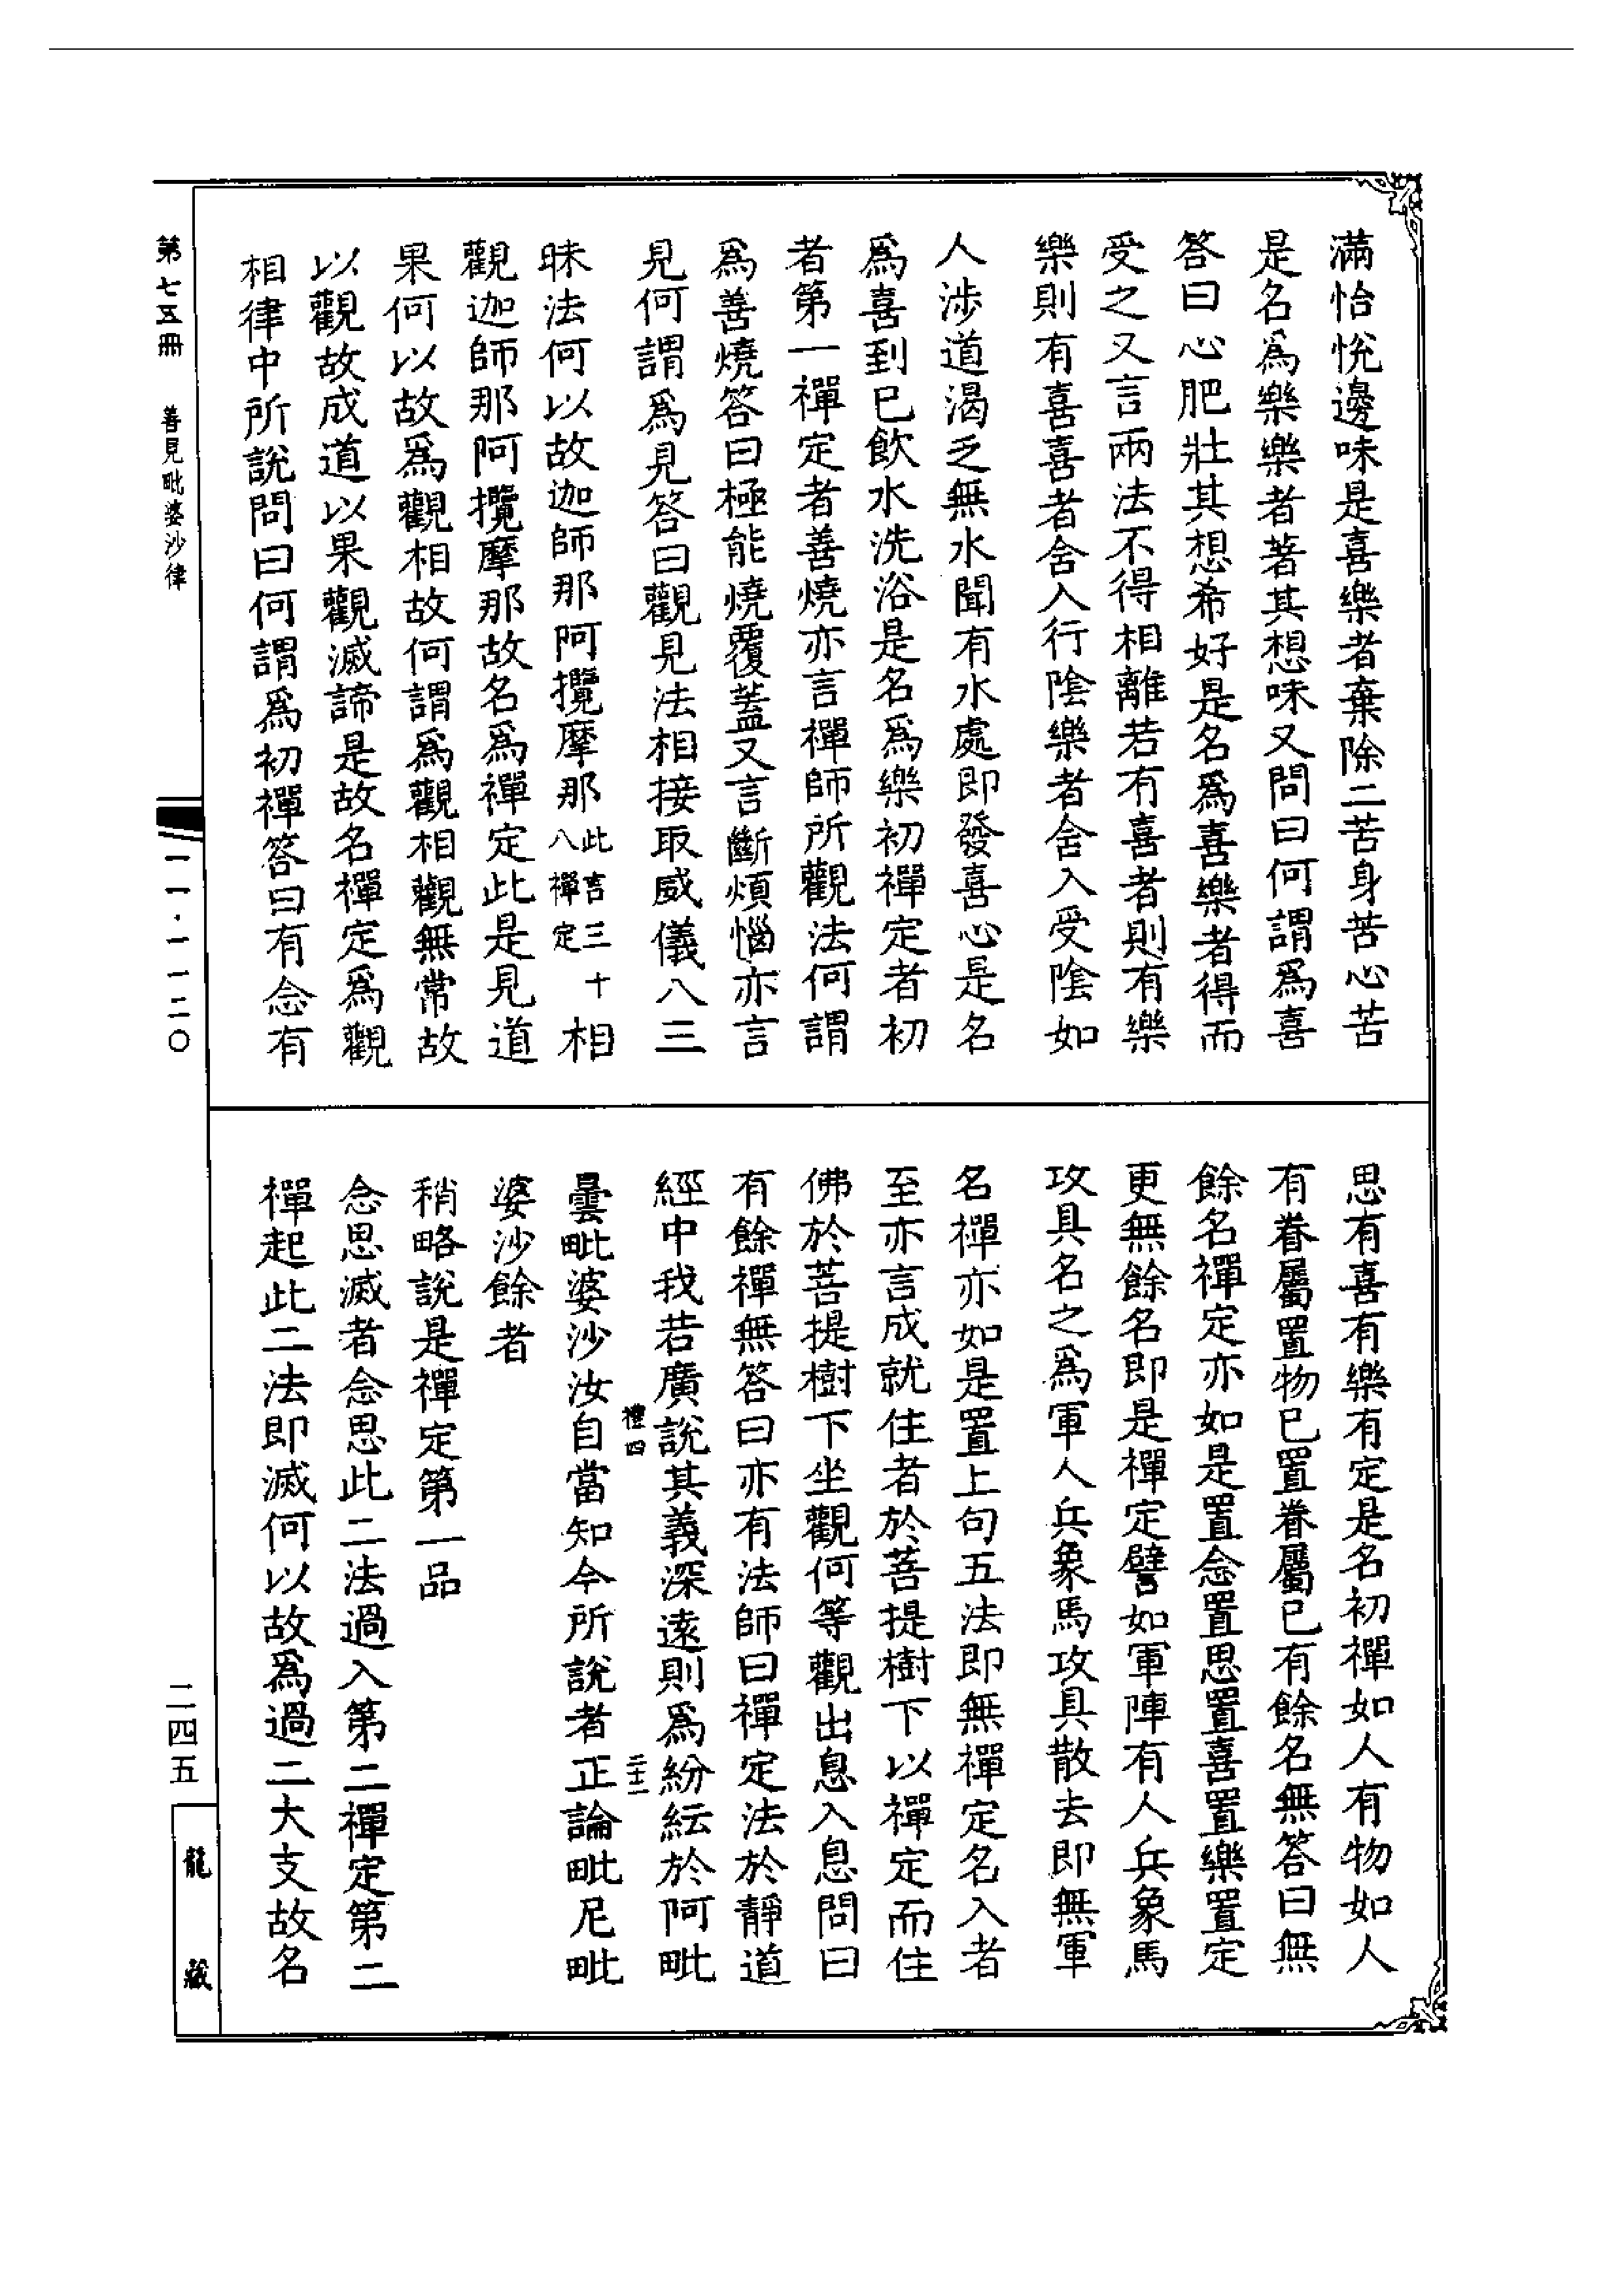 滿怡悅邊味是喜樂者棄除二苦身苦心苦
是名爲樂樂者著其想味又問曰何謂爲喜
答曰心肥壯其想希好是名爲喜樂者得而
受之又言兩法不得相離若有喜者則有樂
樂則有喜喜者舍入行陰樂者舍入受陰如
人涉道渴乏無水聞有水處即發喜心是名
爲喜到已飲水洗浴是名爲樂初禪定者初
者第一禪定者善燒亦言禪師所觀法何謂
爲善燒答曰極能燒覆蓋又言斷煩惱亦言
見何謂爲見答曰觀見法相接取威儀八三
昧法何以故迦師那阿攬摩那此言三十八禪定相
觀迦師那阿攬摩那故名爲禪定此是見道
果何以故爲觀相故何謂爲觀相觀無常故
以觀故成道以果觀滅諦是故名禪定爲觀
相律中所說問曰何謂爲初禪答曰有念有
思有喜有樂有定是名初禪如人有物如人
有眷屬置物已置眷屬已有餘名無答曰無
餘名禪定亦如是置念置思置喜置樂置定
更無餘名即是禪定譬如軍陣有人兵象馬
攻具名之爲軍人兵象馬攻具散去即無軍
名禪亦如是置上句五法即無禪定名入者
至亦言成就住者於菩提樹下以禪定而住
佛於菩提樹下坐觀何等觀出息入息問曰
有餘禪無答曰亦有法師曰禪定法於靜道
經中我若廣說其義深遠則爲紛紜於阿毗
禮四
二十二
曇毗婆沙汝自當知今所說者正論毗尼毗
婆沙餘者
稍略說是禪定第一品
念思滅者念思此二法過入第二禪定第二
禪起此二法即滅何以故爲過二大支故名
第七五冊
善見毗婆沙律
一一·一一二〇
二四五
龍藏